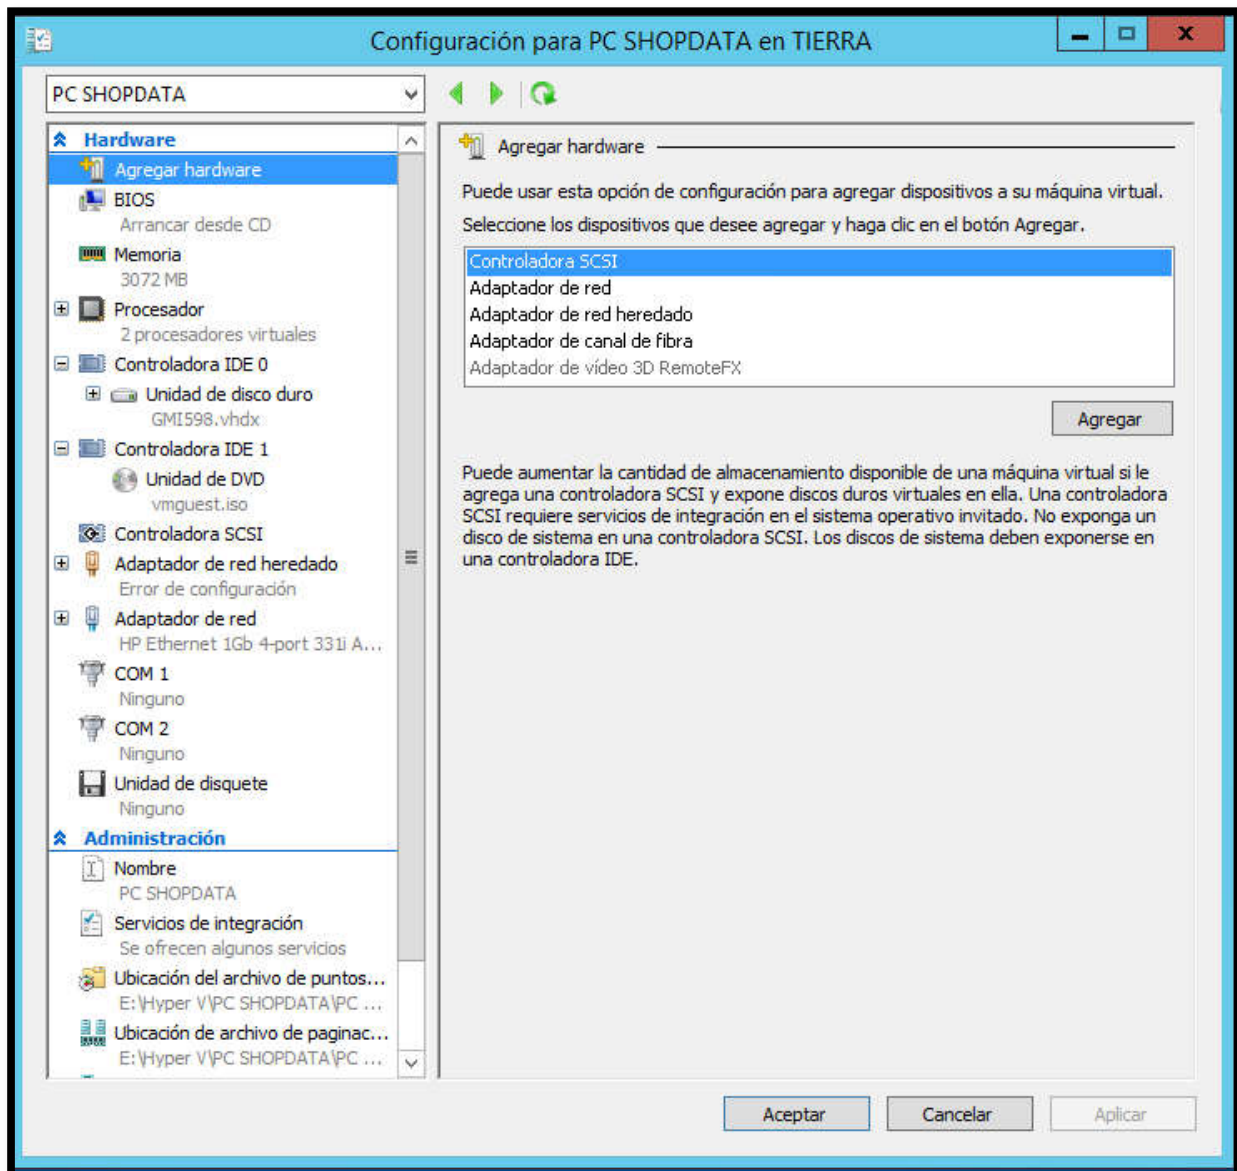 Configuración para PC SHOPDATA en TIERRA
PC SHOPDATA
Hardware
Agregar hardware
BIOS
Arrancar desde CD
Memoria
3072 MB
Procesador
2 procesadores virtuales
Controladora IDE 0
Unidad de disco duro
GMI598.vhdx
Controladora IDE 1
Unidad de DVD
vmguest.iso
Controladora SCSI
Adaptador de red heredado
Error de configuración
Adaptador de red
HP Ethernet 1Gb 4-port 331i A...
COM 1
Ninguno
COM 2
Ninguno
Unidad de disquete
Ninguno
Administración
Nombre
PC SHOPDATA
Servicios de integración
Se ofrecen algunos servicios
Ubicación del archivo de puntos...
E:\Hyper V\PC SHOPDATA\PC ...
Ubicación de archivo de paginac...
E:\Hyper V\PC SHOPDATA\PC ...
Agregar hardware
Puede usar esta opción de configuración para agregar dispositivos a su máquina virtual.
Seleccione los dispositivos que desee agregar y haga clic en el botón Agregar.
Controladora SCSI
Adaptador de red
Adaptador de red heredado
Adaptador de canal de fibra
Adaptador de vídeo 3D RemoteFX
Agregar
Puede aumentar la cantidad de almacenamiento disponible de una máquina virtual si le
agrega una controladora SCSI y expone discos duros virtuales en ella. Una controladora
SCSI requiere servicios de integración en el sistema operativo invitado. No exponga un
disco de sistema en una controladora SCSI. Los discos de sistema deben exponerse en
una controladora IDE.
Aceptar
Cancelar
Aplicar